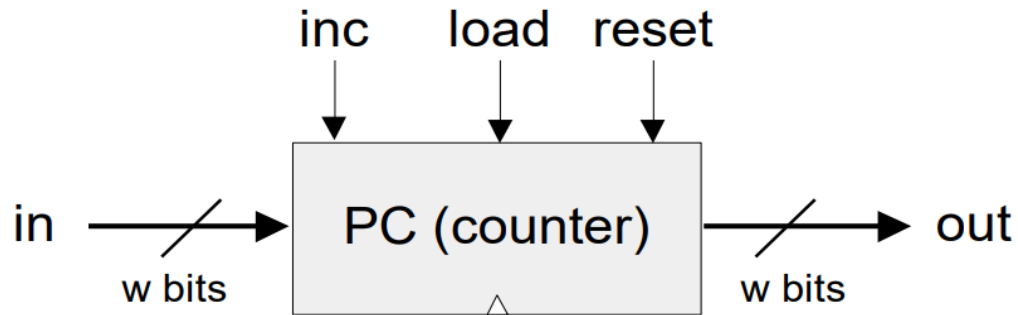 inc load reset
in PC (counter) out
w bits w bits